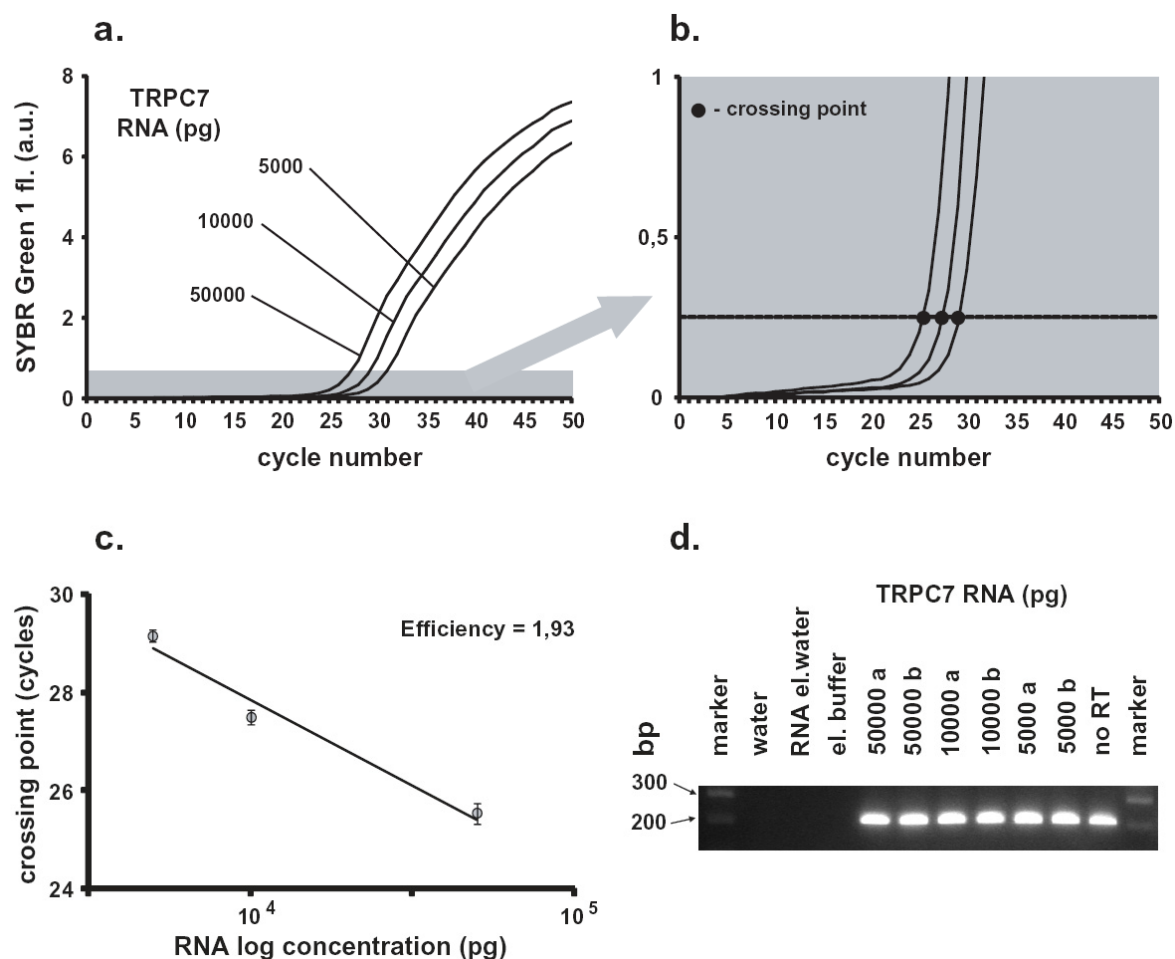 a.
TRPC7
RNA (pg)
5000
10000
50000
SYBR Green 1 fl. (a.u.)
8
6
4
2
0
0 5 10 15 20 25 30 35 40 45 50
cycle number
b.
- crossing point
1
0,5
0
0 5 10 15 20 25 30 35 40 45 50
cycle number
c.
Efficiency = 1,93
crossing point (cycles)
30
28
26
24
10 4 10 5
RNA log concentration (pg)
d.
TRPC7 RNA (pg)
bp
marker
water
RNA el.water
el. buffer
50000 a
50000 b
10000 a
10000 b
5000 a
5000 b
no RT
marker
300
200